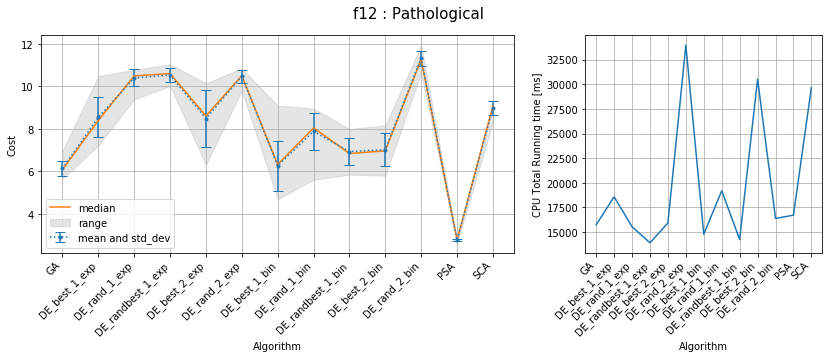 f12 : Pathological
12
10
8
6
4
Cost
median
range
mean and std_dev
GA
DE_best_1_exp
DE_rand_1_exp
DE_randbest_1_exp
DE_best_2_exp
DE_rand_2_exp
DE_best_1_bin
DE_rand_1_bin
DE_randbest_1_bin
DE_best_2_bin
DE_rand_2_bin
PSA
SCA
Algorithm
32500
30000
27500
25000
22500
20000
17500
15000
CPU Total Running time [ms]
GA
DE_best_1_exp
DE_rand_1_exp
DE_randbest_1_exp
DE_best_2_exp
DE_rand_2_exp
DE_best_1_bin
DE_rand_1_bin
DE_randbest_1_bin
DE_best_2_bin
DE_rand_2_bin
PSA
SCA
Algorithm